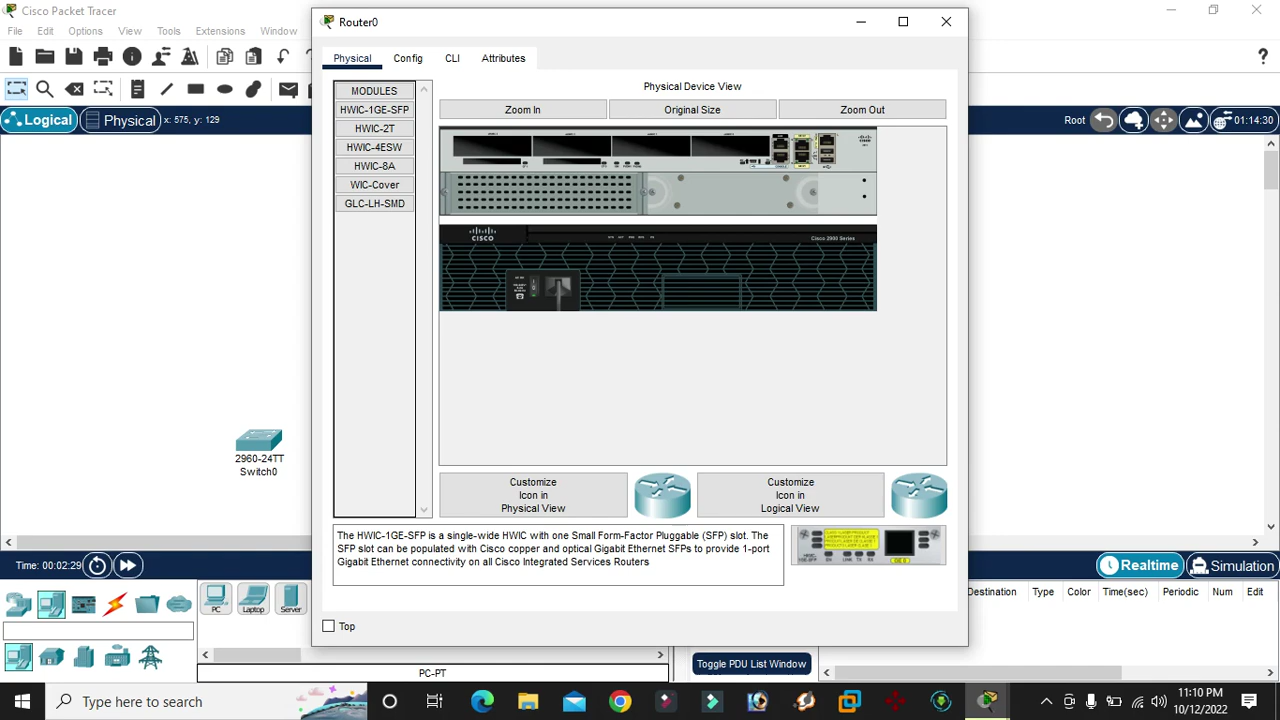 Cisco Packet Tracer
File Edit Options View Tools Extensions Window
Logical
Physical
x: 575, y: 129
Root
01:14:30
Router0
Physical Config CLI Attributes
MODULES
HWIC-1GE-SFP
HWIC-2T
HWIC-4ESW
HWIC-8A
WIC-Cover
GLC-LH-SMD
Physical Device View
Zoom In
Original Size
Zoom Out
CISCO
Cisco 2900 Series
Customize
Icon in
Physical View
Customize
Icon in
Logical View
The HWIC-1GE-SFP is a single-wide HWIC with one Small Form-Factor Pluggable (SFP) slot. The
SFP slot can be populated with Cisco copper and optical Gigabit Ethernet SFPs to provide 1-port
Gigabit Ethernet connectivity on all Cisco Integrated Services Routers
Top
2960-24TT
Switch0
Time: 00:02:29
Realtime
Simulation
PC
Laptop
Server
PC-PT
Destination Type Color Time(sec) Periodic Num Edit
Toggle PDU List Window
Type here to search
11:10 PM
10/12/2022